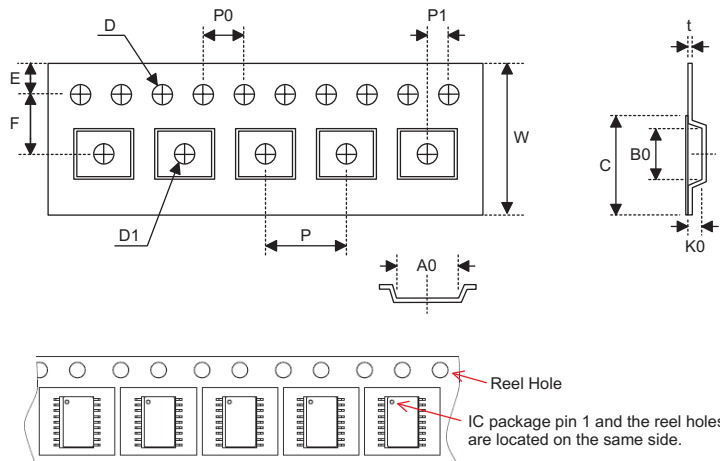 P0
P1
D
t
E
F
W
C
B0
D1
P
K0
A0
Reel Hole
IC package pin 1 and the reel holes
are located on the same side.